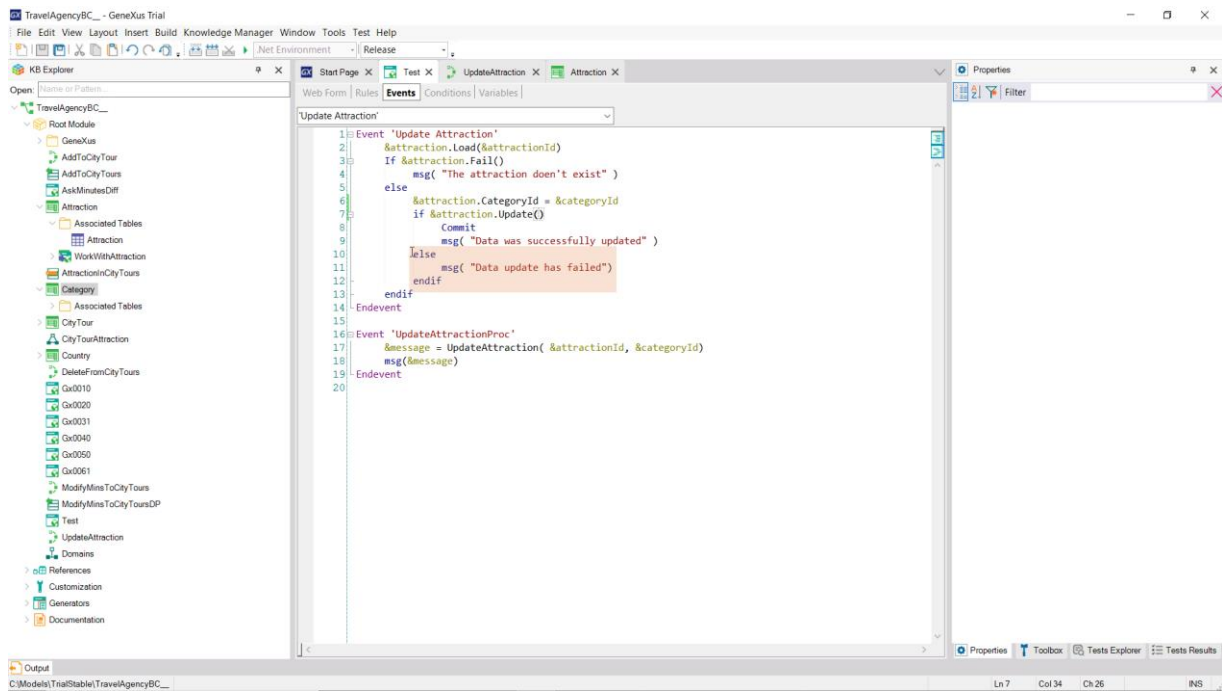 TravelAgencyBC__ - GeneXus Trial
File Edit View Layout Insert Build Knowledge Manager Window Tools Test Help
.Net Environment Release
KB Explorer
Open: Name or Pattern...
TravelAgencyBC__
Root Module
GeneXus
AddToCityTour
AddToCityTours
AskMinutesDiff
Attraction
Associated Tables
Attraction
WorkWithAttraction
AttractionInCityTours
Category
Associated Tables
CityTour
CityTourAttraction
Country
DeleteFromCityTours
Gx0010
Gx0020
Gx0031
Gx0040
Gx0050
Gx0061
ModifyMinsToCityTours
ModifyMinsToCityToursDP
Test
UpdateAttraction
Domains
References
Customization
Generators
Documentation
Start Page Test UpdateAttraction Attraction
Web Form Rules Events Conditions Variables
'Update Attraction'
1 Event 'Update Attraction'
2 &attraction.Load(&attractionId)
3 If &attraction.Fail()
4 msg( "The attraction doen't exist" )
5 else
6 &attraction.CategoryId = &categoryId
7 if &attraction.Update()
8 Commit
9 msg( "Data was successfully updated" )
10 else
11 msg( "Data update has failed")
12 endif
13 endif
14 Endevent
15
16 Event 'UpdateAttractionProc'
17 &message = UpdateAttraction( &attractionId, &categoryId)
18 msg(&message)
19 Endevent
20
Properties
Filter
Properties Toolbox Tests Explorer Tests Results
Output
C:\Models\TrialStable\TravelAgencyBC__ Ln 7 Col 34 Ch 26 INS